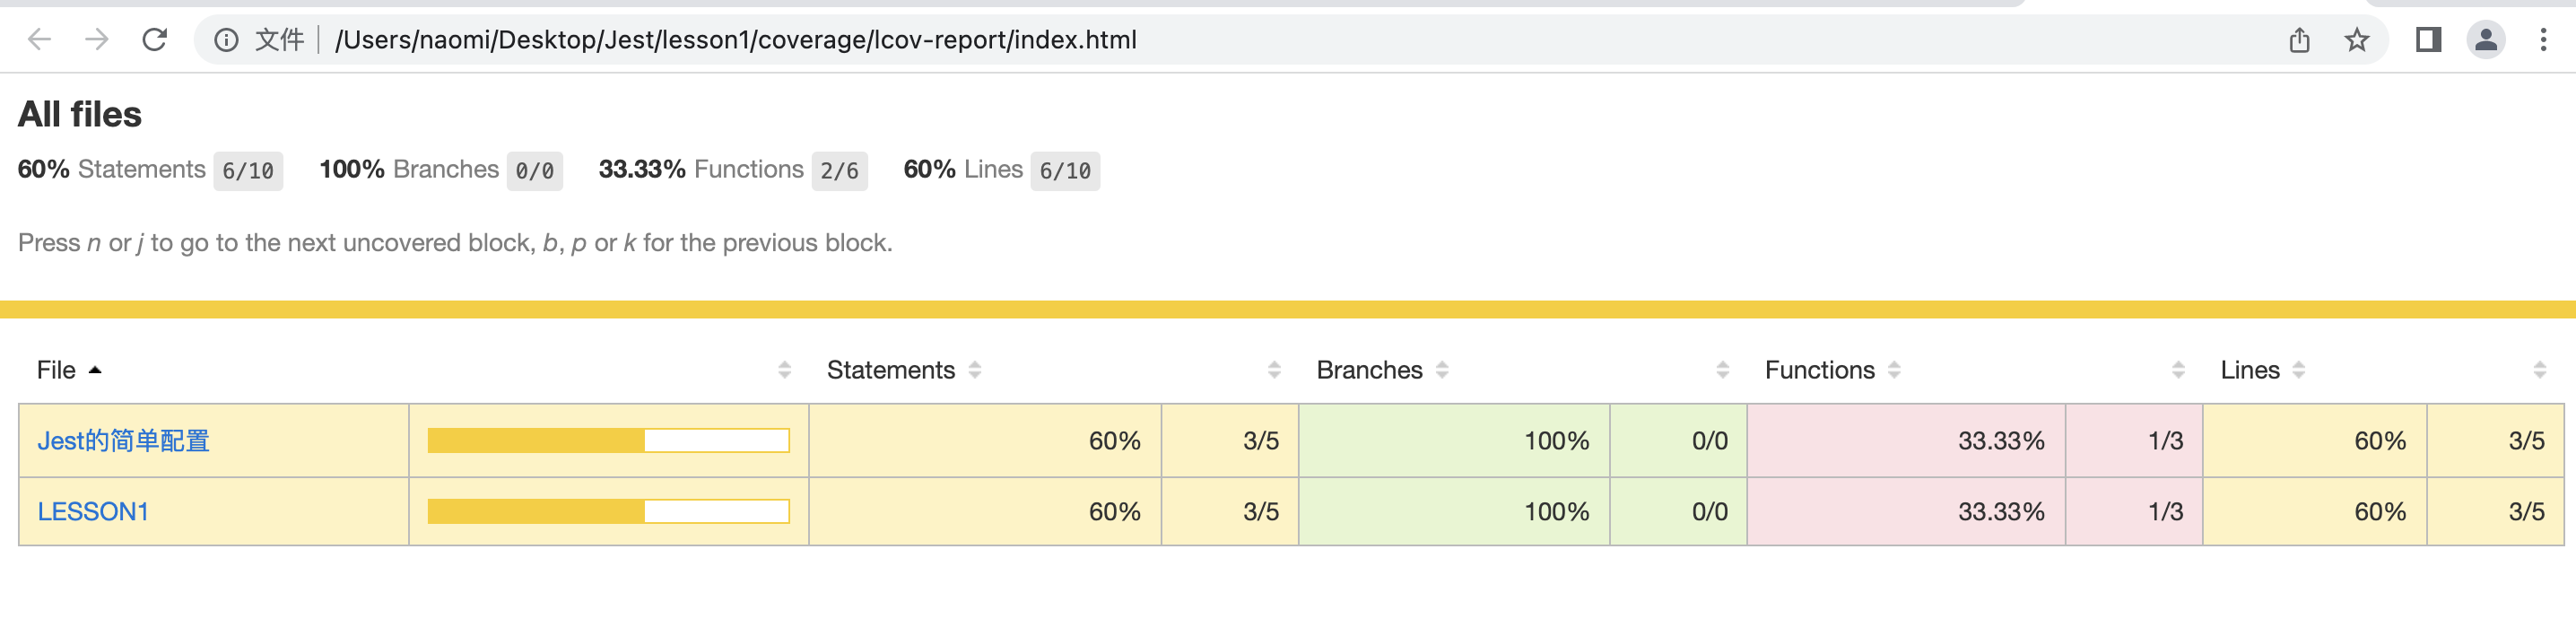 文件 /Users/naomi/Desktop/Jest/lesson1/coverage/lcov-report/index.html
All files
60% Statements 6/10 100% Branches 0/0 33.33% Functions 2/6 60% Lines 6/10
Press n or j to go to the next uncovered block, b, p or k for the previous block.
File Statements Branches Functions Lines
Jest的简单配置 60% 3/5 100% 0/0 33.33% 1/3 60% 3/5
LESSON1 60% 3/5 100% 0/0 33.33% 1/3 60% 3/5